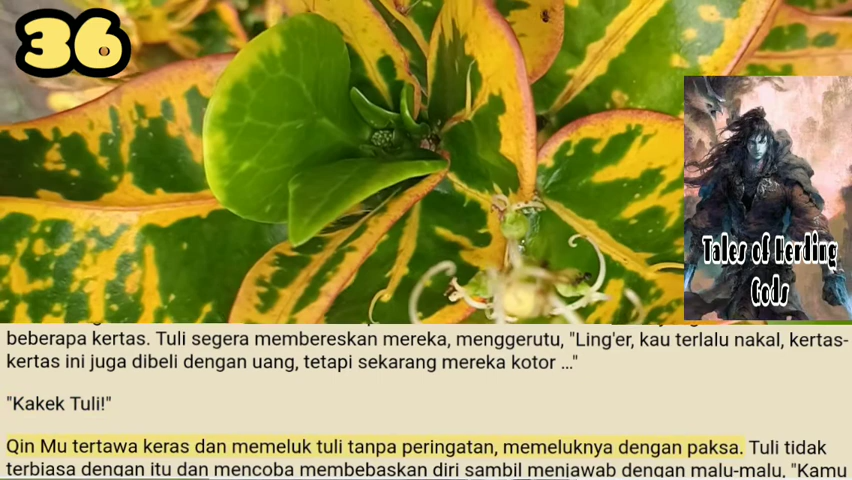 36
Tales of Herding
Gods
beberapa kertas. Tuli segera membereskan mereka, menggerutu, "Ling'er, kau terlalu nakal, kertas-
kertas ini juga dibeli dengan uang, tetapi sekarang mereka kotor ..."
"Kakek Tuli!"
Qin Mu tertawa keras dan memeluk tuli tanpa peringatan, memeluknya dengan paksa. Tuli tidak
terbiasa dengan itu dan mencoba membebaskan diri sambil menjawab dengan malu-malu, "Kamu